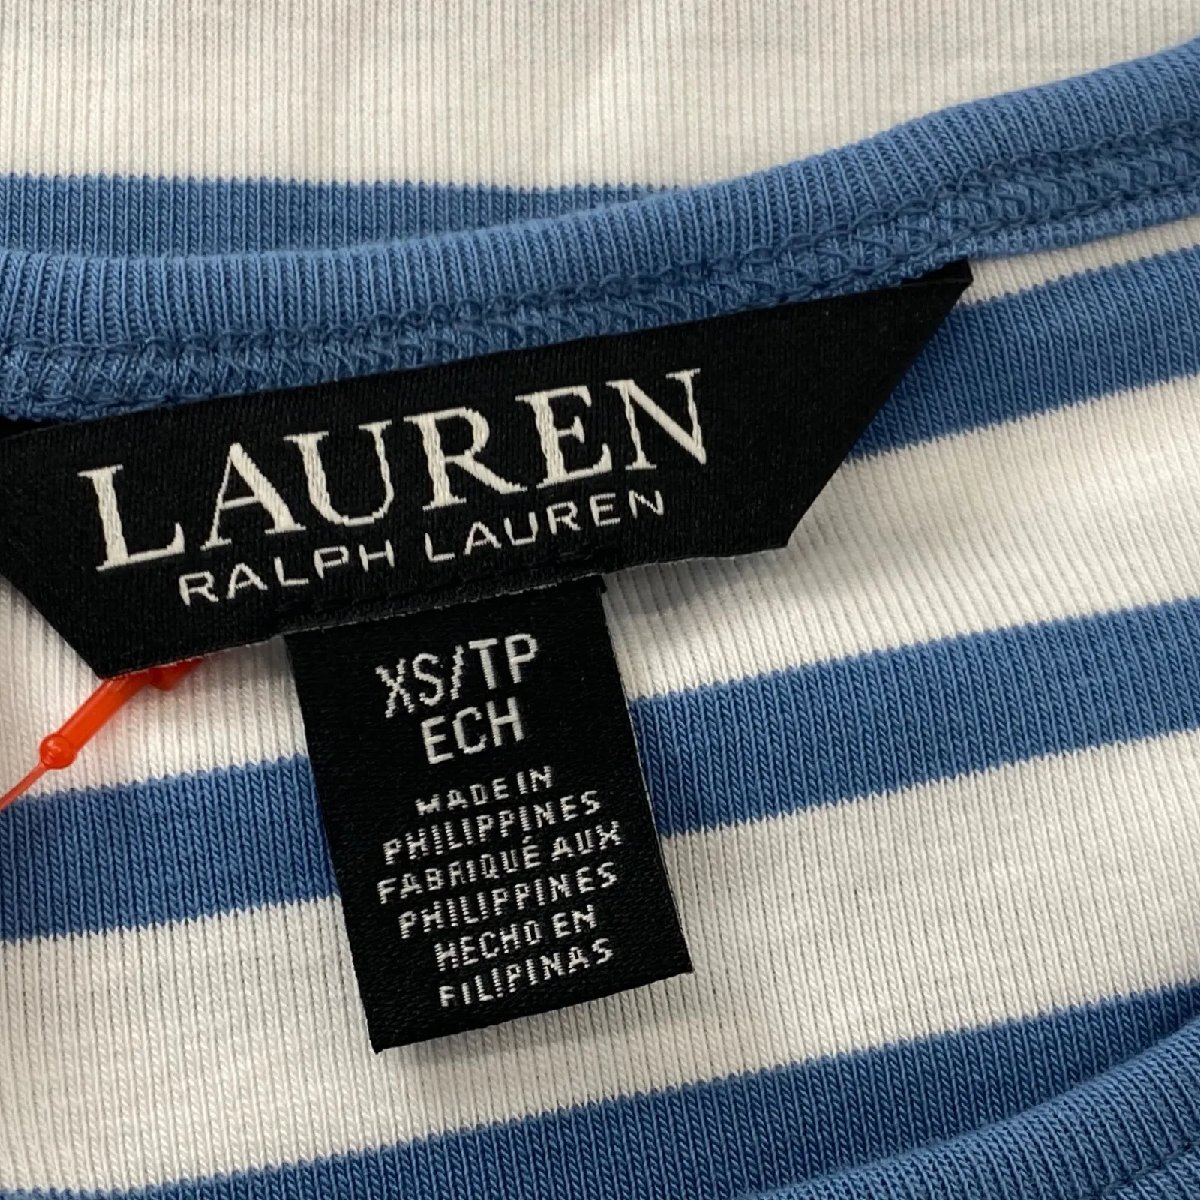 LAUREN
RALPH LAUREN
XS/TP
ECH
MADE IN
PHILIPPINES
FABRIQUÉ AUX
PHILIPPINES
HECHO EN
FILIPINAS